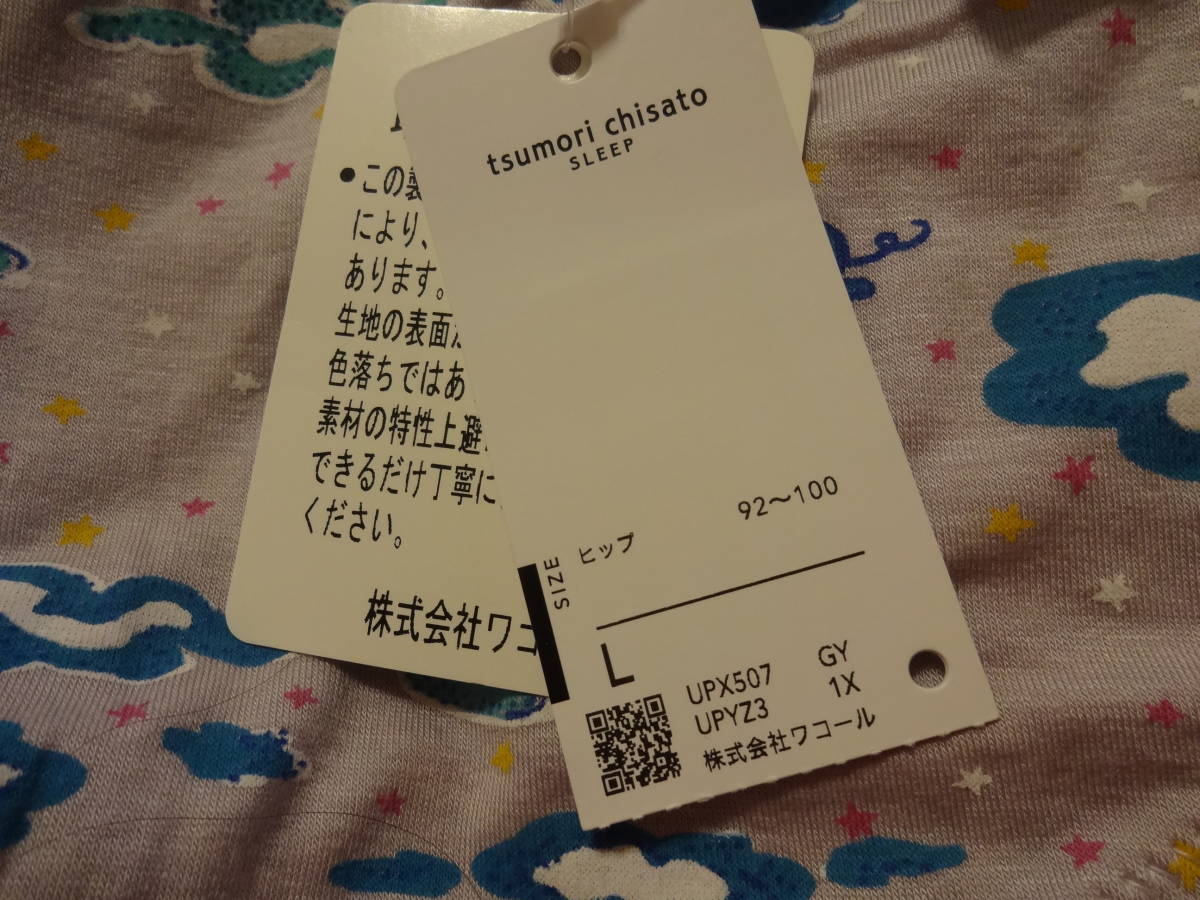 tsumori chisato
SLEEP
SIZE
ヒップ 92～100
L
UPX507 GY
UPYZ3 1X
株式会社ワコール
●この製
により、
あります。
生地の表面
色落ちではあ
素材の特性上避
できるだけ丁寧に
ください。
株式会社ワコ